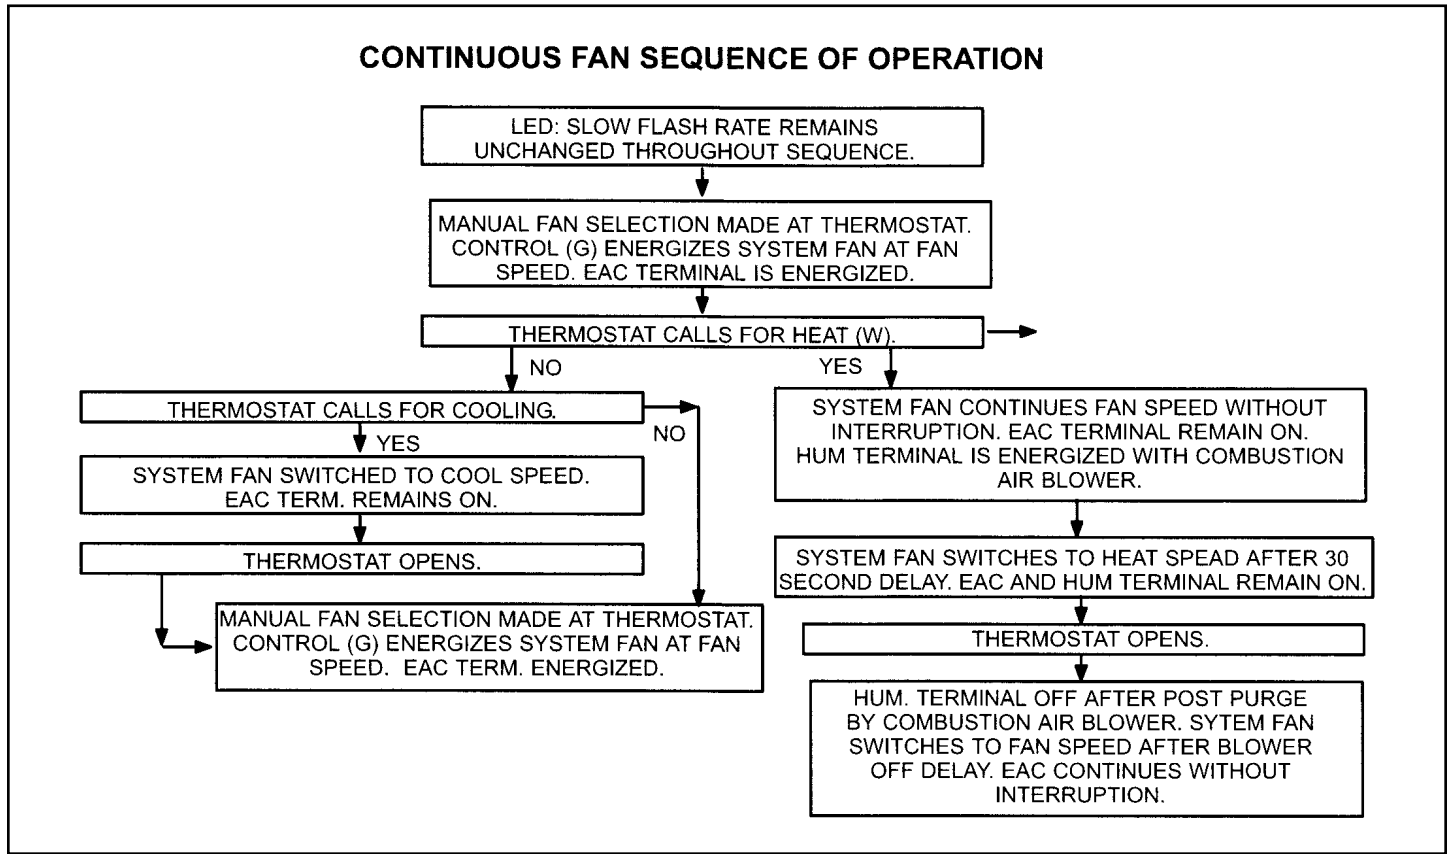 CONTINUOUS FAN SEQUENCE OF OPERATION
LED: SLOW FLASH RATE REMAINS
UNCHANGED THROUGHOUT SEQUENCE.
MANUAL FAN SELECTION MADE AT THERMOSTAT.
CONTROL (G) ENERGIZES SYSTEM FAN AT FAN
SPEED. EAC TERMINAL IS ENERGIZED.
THERMOSTAT CALLS FOR HEAT (W).
NO
YES
THERMOSTAT CALLS FOR COOLING.
NO
YES
SYSTEM FAN SWITCHED TO COOL SPEED.
EAC TERM. REMAINS ON.
THERMOSTAT OPENS.
MANUAL FAN SELECTION MADE AT THERMOSTAT.
CONTROL (G) ENERGIZES SYSTEM FAN AT FAN
SPEED. EAC TERM. ENERGIZED.
SYSTEM FAN CONTINUES FAN SPEED WITHOUT
INTERRUPTION. EAC TERMINAL REMAIN ON.
HUM TERMINAL IS ENERGIZED WITH COMBUSTION
AIR BLOWER.
SYSTEM FAN SWITCHES TO HEAT SPEAD AFTER 30
SECOND DELAY. EAC AND HUM TERMINAL REMAIN ON.
THERMOSTAT OPENS.
HUM. TERMINAL OFF AFTER POST PURGE
BY COMBUSTION AIR BLOWER. SYTEM FAN
SWITCHES TO FAN SPEED AFTER BLOWER
OFF DELAY. EAC CONTINUES WITHOUT
INTERRUPTION.